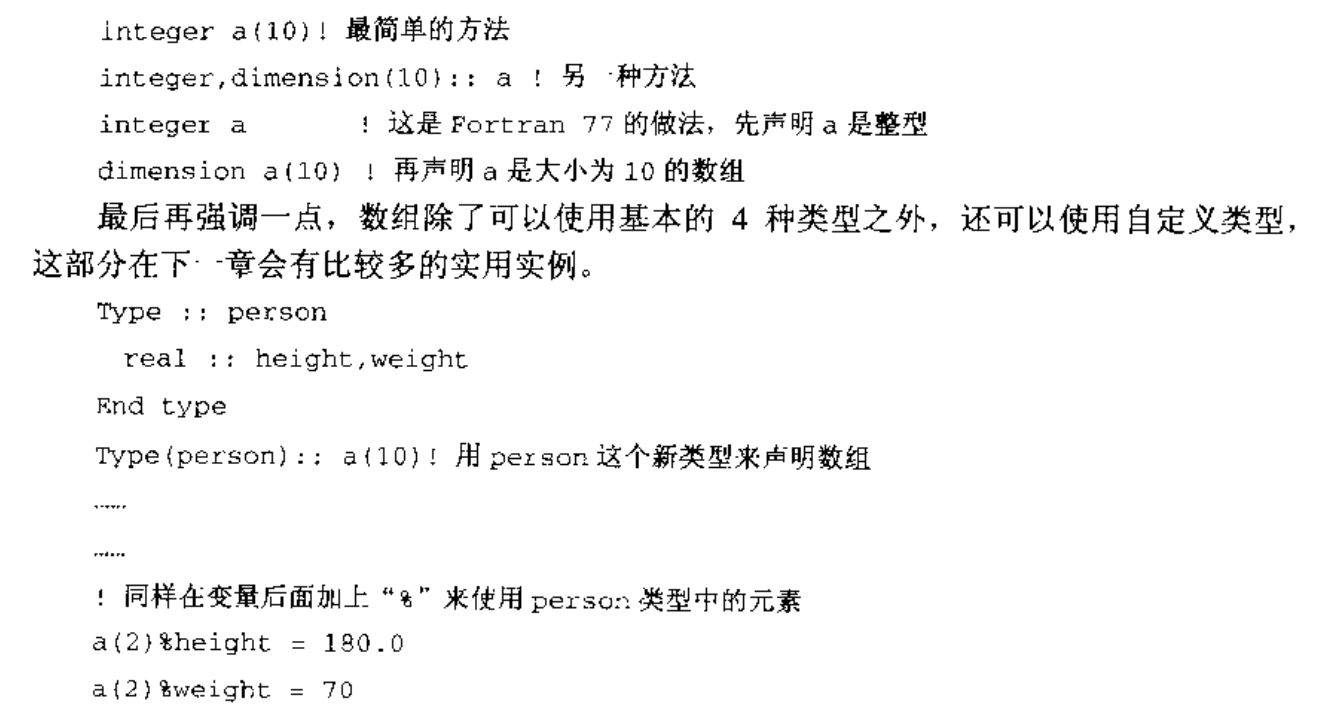 integer a(10)! 最简单的方法
integer,dimension(10):: a ! 另一种方法
integer a ! 这是 Fortran 77 的做法，先声明 a 是整型
dimension a(10) ! 再声明 a 是大小为 10 的数组
最后再强调一点，数组除了可以使用基本的 4 种类型之外，还可以使用自定义类型，
这部分在下一章会有比较多的实用实例。
Type :: person
real :: height,weight
End type
Type(person):: a(10)! 用 person 这个新类型来声明数组
……
……
! 同样在变量后面加上“%”来使用 person 类型中的元素
a(2)%height = 180.0
a(2)%weight = 70